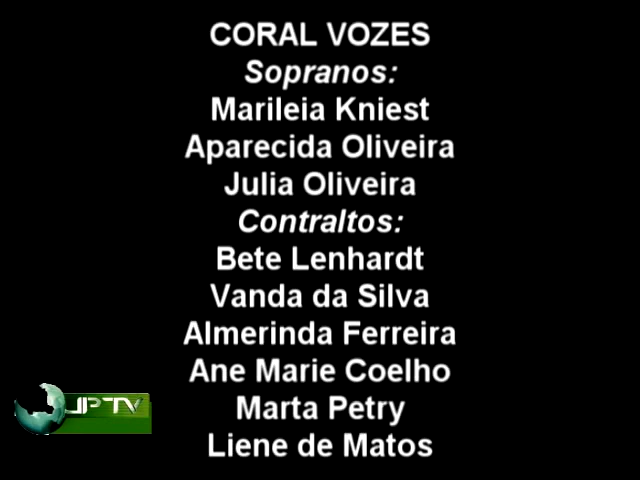 CORAL VOZES
Sopranos:
Marileia Kniest
Aparecida Oliveira
Julia Oliveira
Contraltos:
Bete Lenhardt
Vanda da Silva
Almerinda Ferreira
Ane Marie Coelho
Marta Petry
Liene de Matos
JPTV